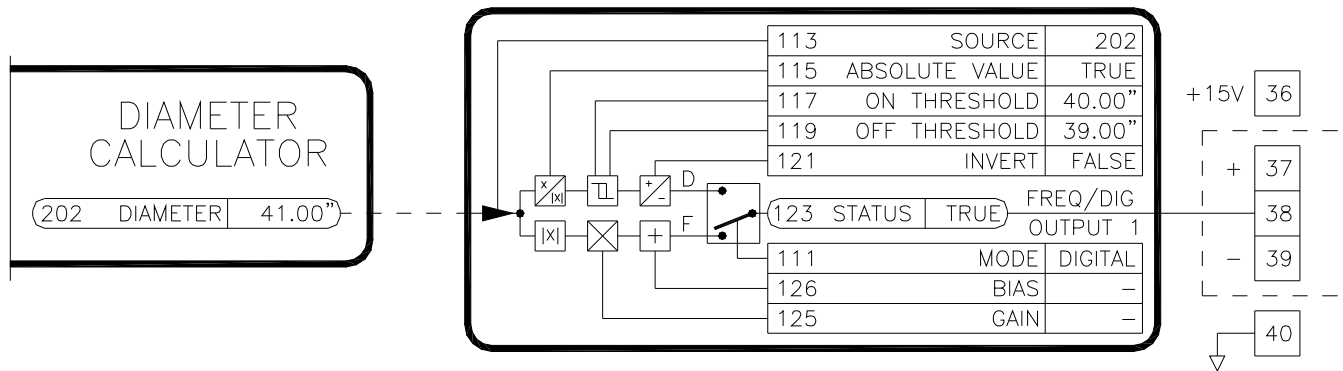 DIAMETER
CALCULATOR
202 DIAMETER 41.00"
113 SOURCE 202
115 ABSOLUTE VALUE TRUE
117 ON THRESHOLD 40.00"
119 OFF THRESHOLD 39.00"
121 INVERT FALSE
x/|x|
+/-
D
|x|
+
F
123 STATUS TRUE
FREQ/DIG
OUTPUT 1
111 MODE DIGITAL
126 BIAS -
125 GAIN -
+15V 36
+ 37
38
- 39
40